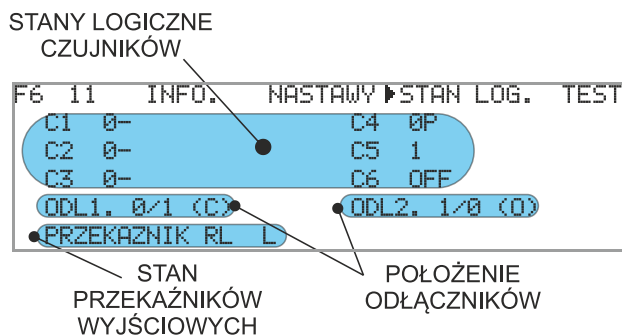 STANY LOGICZNE
CZUJNIKÓW
F6 11 INFO. NASTAWY ▶STAN LOG. TEST
C1 0- C4 0P
C2 0- C5 1
C3 0- C6 OFF
ODL1. 0/1 (C) ODL2. 1/0 (O)
PRZEKAZNIK RL L
STAN
PRZEKAŹNIKÓW
WYJŚCIOWYCH
POŁOŻENIE
ODŁĄCZNIKÓW